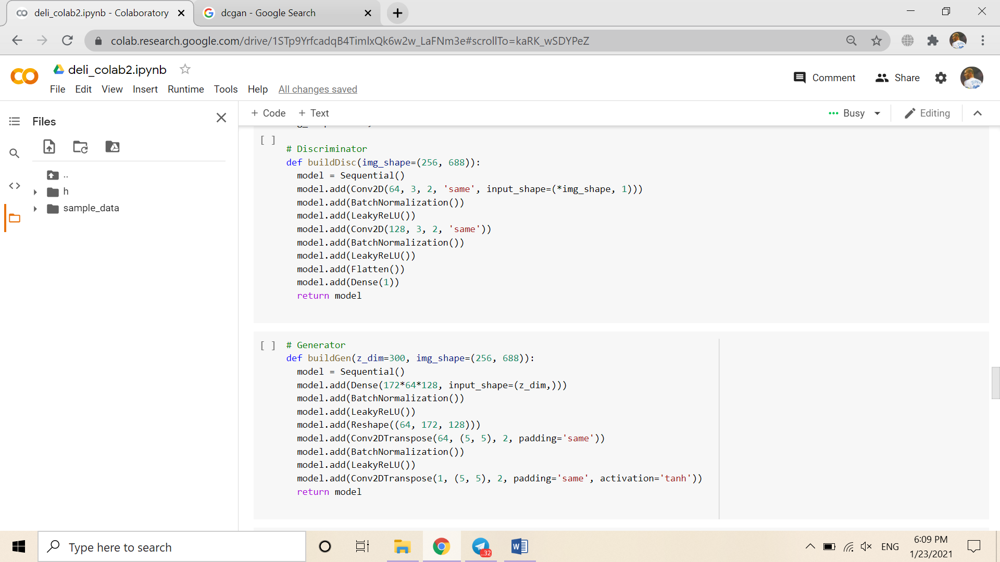 deli_colab2.ipynb - Colaboratory
dcgan - Google Search
colab.research.google.com/drive/1STp9YrfcadqB4TimlxQk6w2w_LaFNm3e#scrollTo=kaRK_wSDYPeZ
deli_colab2.ipynb
Comment
Share
File Edit View Insert Runtime Tools Help All changes saved
Files
+ Code + Text
Busy
Editing
..
h
sample_data
[ ]
# Discriminator
def buildDisc(img_shape=(256, 688)):
  model = Sequential()
  model.add(Conv2D(64, 3, 2, 'same', input_shape=(*img_shape, 1)))
  model.add(BatchNormalization())
  model.add(LeakyReLU())
  model.add(Conv2D(128, 3, 2, 'same'))
  model.add(BatchNormalization())
  model.add(LeakyReLU())
  model.add(Flatten())
  model.add(Dense(1))
  return model
[ ] # Generator
def buildGen(z_dim=300, img_shape=(256, 688)):
  model = Sequential()
  model.add(Dense(172*64*128, input_shape=(z_dim,)))
  model.add(BatchNormalization())
  model.add(LeakyReLU())
  model.add(Reshape((64, 172, 128)))
  model.add(Conv2DTranspose(64, (5, 5), 2, padding='same'))
  model.add(BatchNormalization())
  model.add(LeakyReLU())
  model.add(Conv2DTranspose(1, (5, 5), 2, padding='same', activation='tanh'))
  return model
Type here to search
..32
W
ENG
6:09 PM
1/23/2021